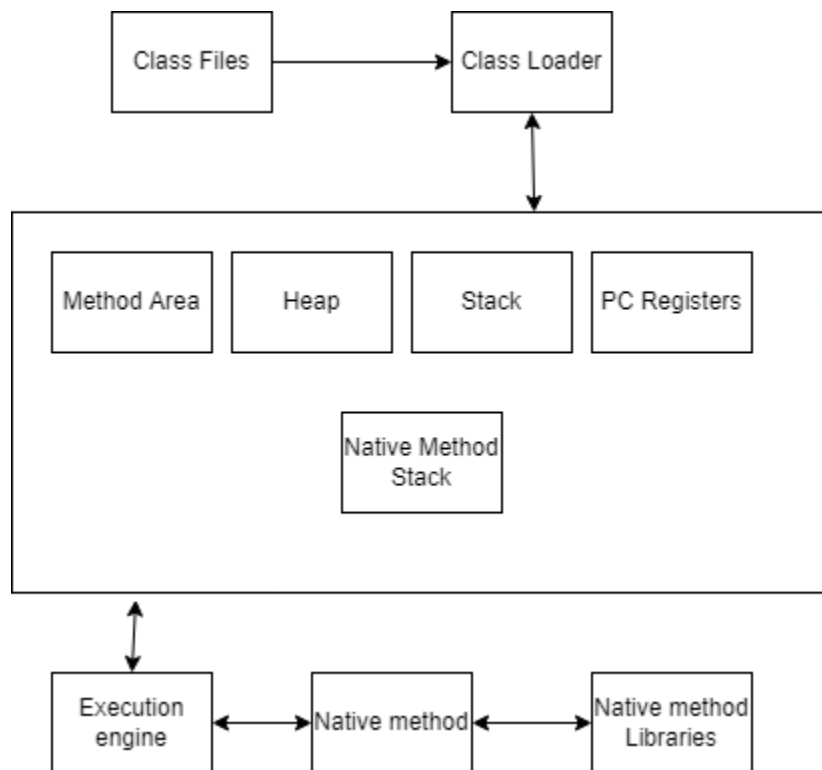 Class Files
Class Loader
Method Area
Heap
Stack
PC Registers
Native Method
Stack
Execution
engine
Native method
Native method
Libraries